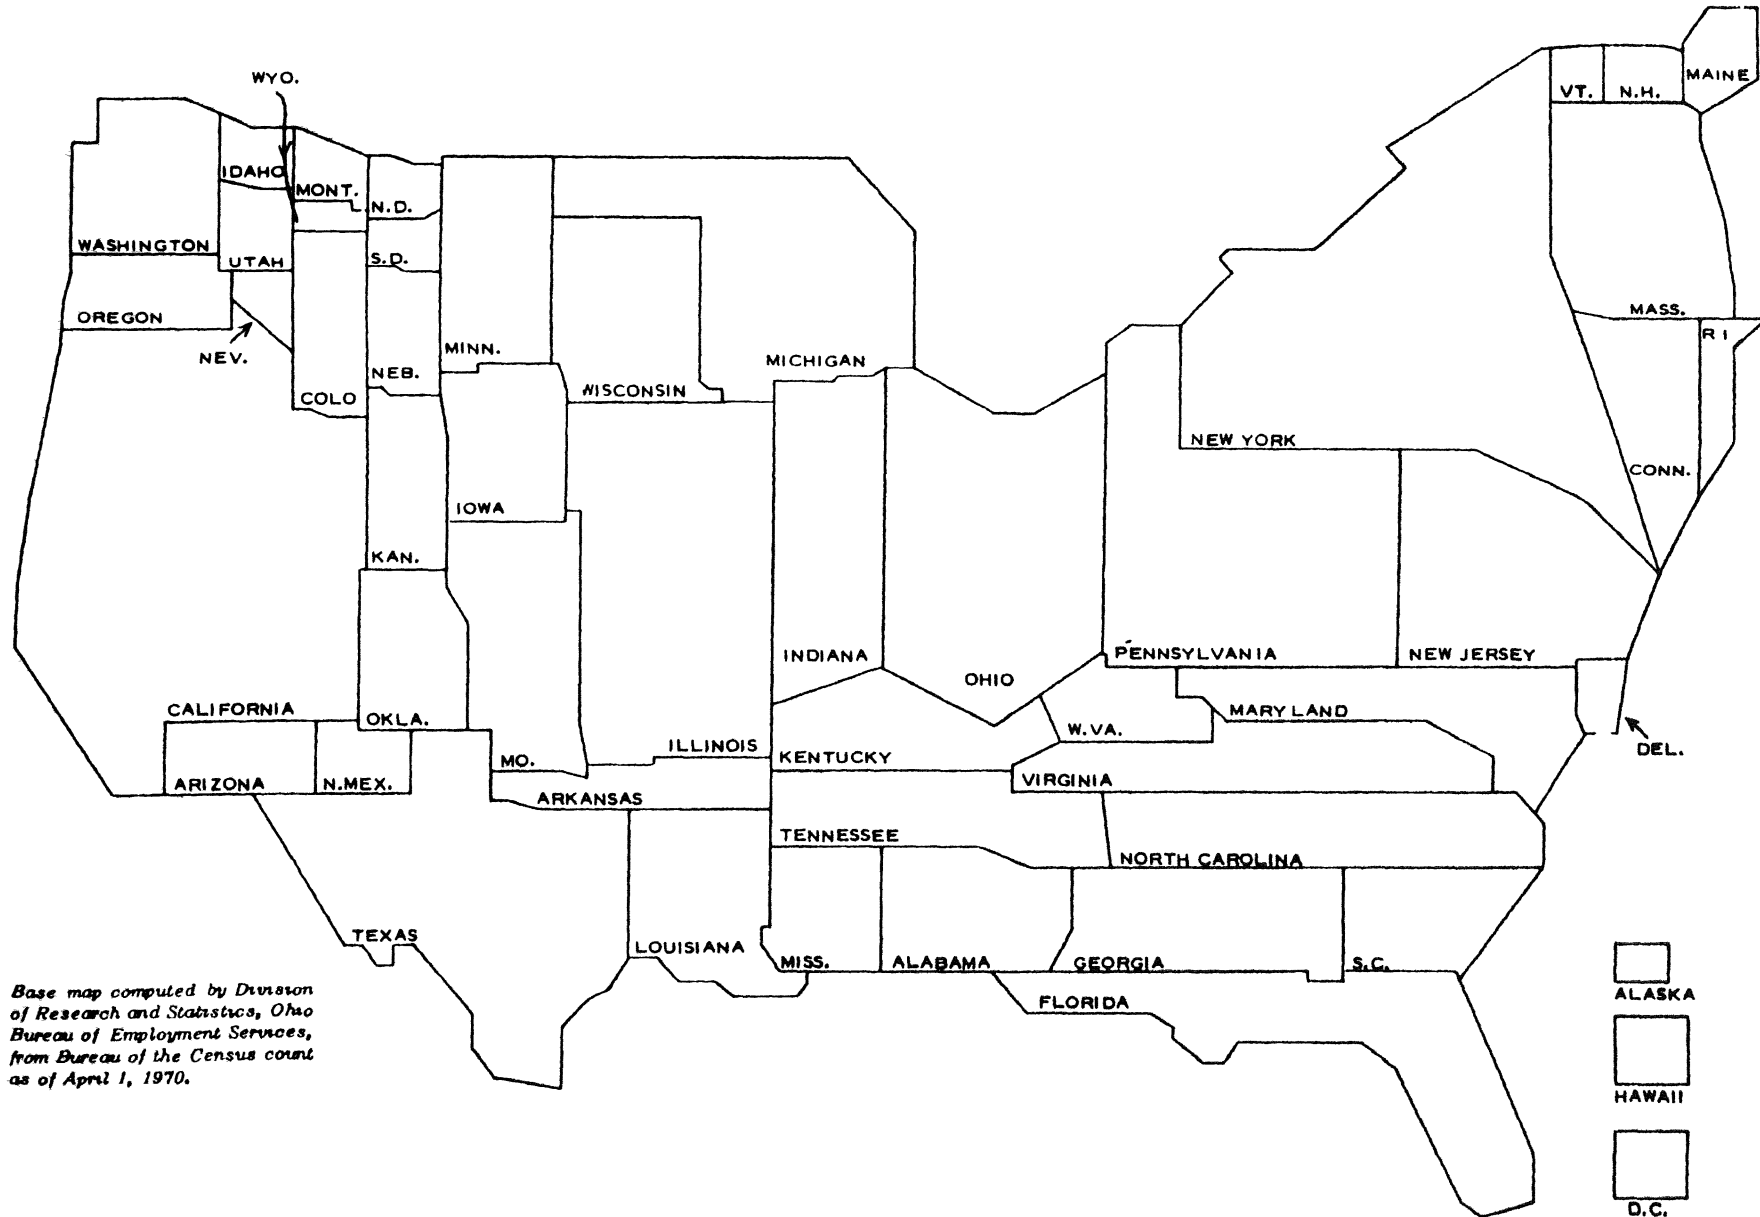 WYO.
MAINE
VT.
N.H.
IDAHO
MONT.
N.D.
WASHINGTON
UTAH
S.D.
OREGON
MASS.
R I
NEV.
MINN.
MICHIGAN
NEB.
COLO
WISCONSIN
NEW YORK
CONN.
IOWA
KAN.
INDIANA
OHIO
PENNSYLVANIA
NEW JERSEY
CALIFORNIA
OKLA.
MARYLAND
W.VA.
ILLINOIS
DEL.
MO.
KENTUCKY
ARIZONA
N.MEX.
VIRGINIA
ARKANSAS
TENNESSEE
NORTH CAROLINA
TEXAS
LOUISIANA
MISS.
ALABAMA
GEORGIA
S.C.
FLORIDA
Base map computed by Division
of Research and Statistics, Ohio
Bureau of Employment Services,
from Bureau of the Census count
as of April 1, 1970.
ALASKA
HAWAII
D.C.